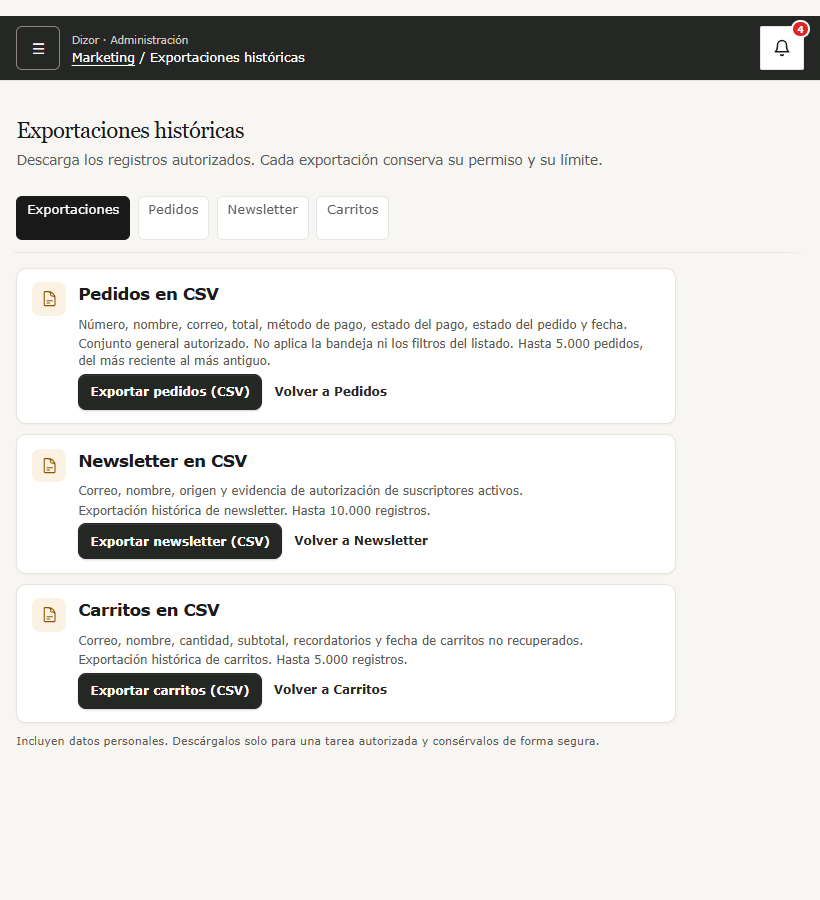 ☰
Dizor · Administración
Marketing / Exportaciones históricas
4
Exportaciones históricas
Descarga los registros autorizados. Cada exportación conserva su permiso y su límite.
Exportaciones
Pedidos
Newsletter
Carritos
Pedidos en CSV
Número, nombre, correo, total, método de pago, estado del pago, estado del pedido y fecha.
Conjunto general autorizado. No aplica la bandeja ni los filtros del listado. Hasta 5.000 pedidos,
del más reciente al más antiguo.
Exportar pedidos (CSV)
Volver a Pedidos
Newsletter en CSV
Correo, nombre, origen y evidencia de autorización de suscriptores activos.
Exportación histórica de newsletter. Hasta 10.000 registros.
Exportar newsletter (CSV)
Volver a Newsletter
Carritos en CSV
Correo, nombre, cantidad, subtotal, recordatorios y fecha de carritos no recuperados.
Exportación histórica de carritos. Hasta 5.000 registros.
Exportar carritos (CSV)
Volver a Carritos
Incluyen datos personales. Descárgalos solo para una tarea autorizada y consérvalos de forma segura.